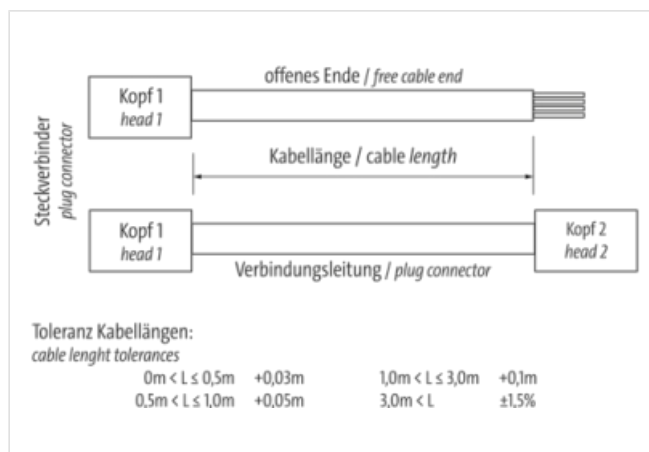 offenes Ende / free cable end
Kopf 1
head 1
Steckverbinder
plug connector
Kabellänge / cable length
Kopf 1
head 1
Kopf 2
head 2
Verbindungsleitung / plug connector
Toleranz Kabellängen:
cable lenght tolerances
0m < L ≤ 0,5m +0,03m 1,0m < L ≤ 3,0m +0,1m
0,5m < L ≤ 1,0m +0,05m 3,0m < L ±1,5%